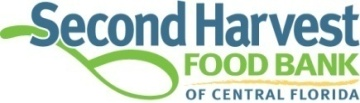 Second Harvest
FOOD BANK
OF CENTRAL FLORIDA